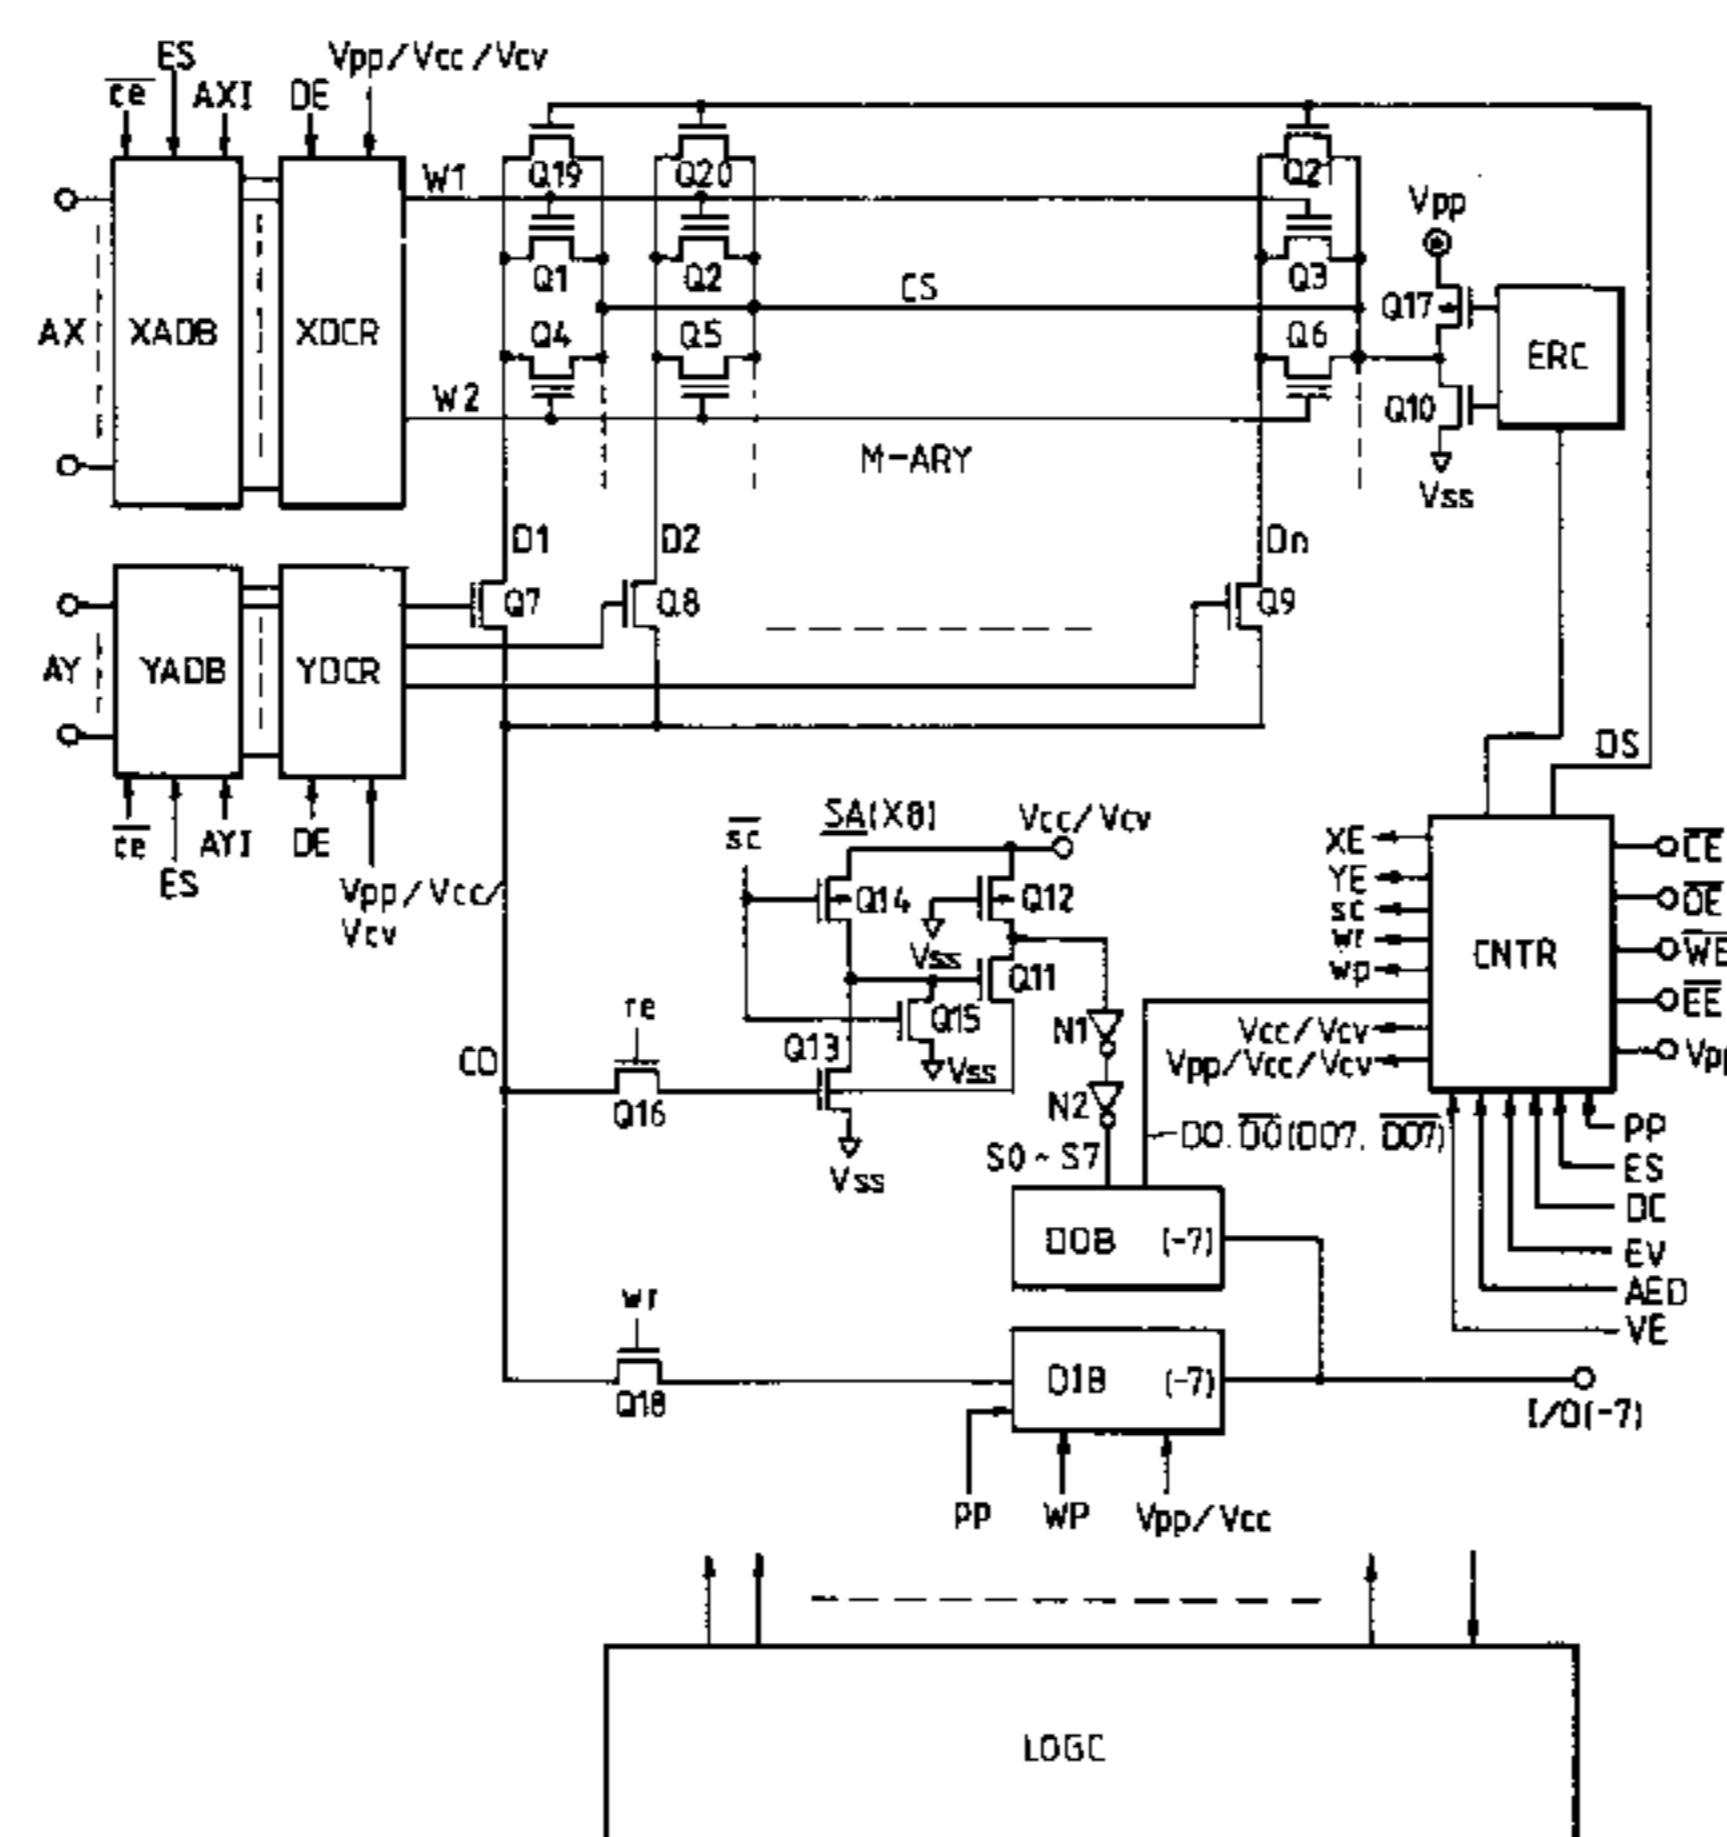 ES
Vpp/Vcc/Vcv
ce AXI DE
Q19 Q20 Q2
W1
Vpp
Q1 Q2 Q3
CS
Q17
AX XADB XDCR
Q4 Q5 Q6
ERC
W2
Q10
M-ARY
Vss
D1 D2 Dn
Q7 Q8 Q9
AY YADB YDCR
DS
ce AYI DE
ES
Vpp/Vcc/
Vcv
sc SA(X8) Vcc/Vcv
Q14 Q12
Vss
Q11
Q15
Q13
Vss
re
CD
Q16
Vss
N1
N2
S0~S7
XE
YE
sc
wr
wp
Vcc/Vcv
Vpp/Vcc/Vcv
CNTR
CE
OE
WE
EE
Vpp
DO. DO(DO7. DO7)
PP
ES
DC
EV
AED
VE
DOB (-7)
wr
Q18
DIB (-7)
I/O(-7)
PP WP Vpp/Vcc
LOGC